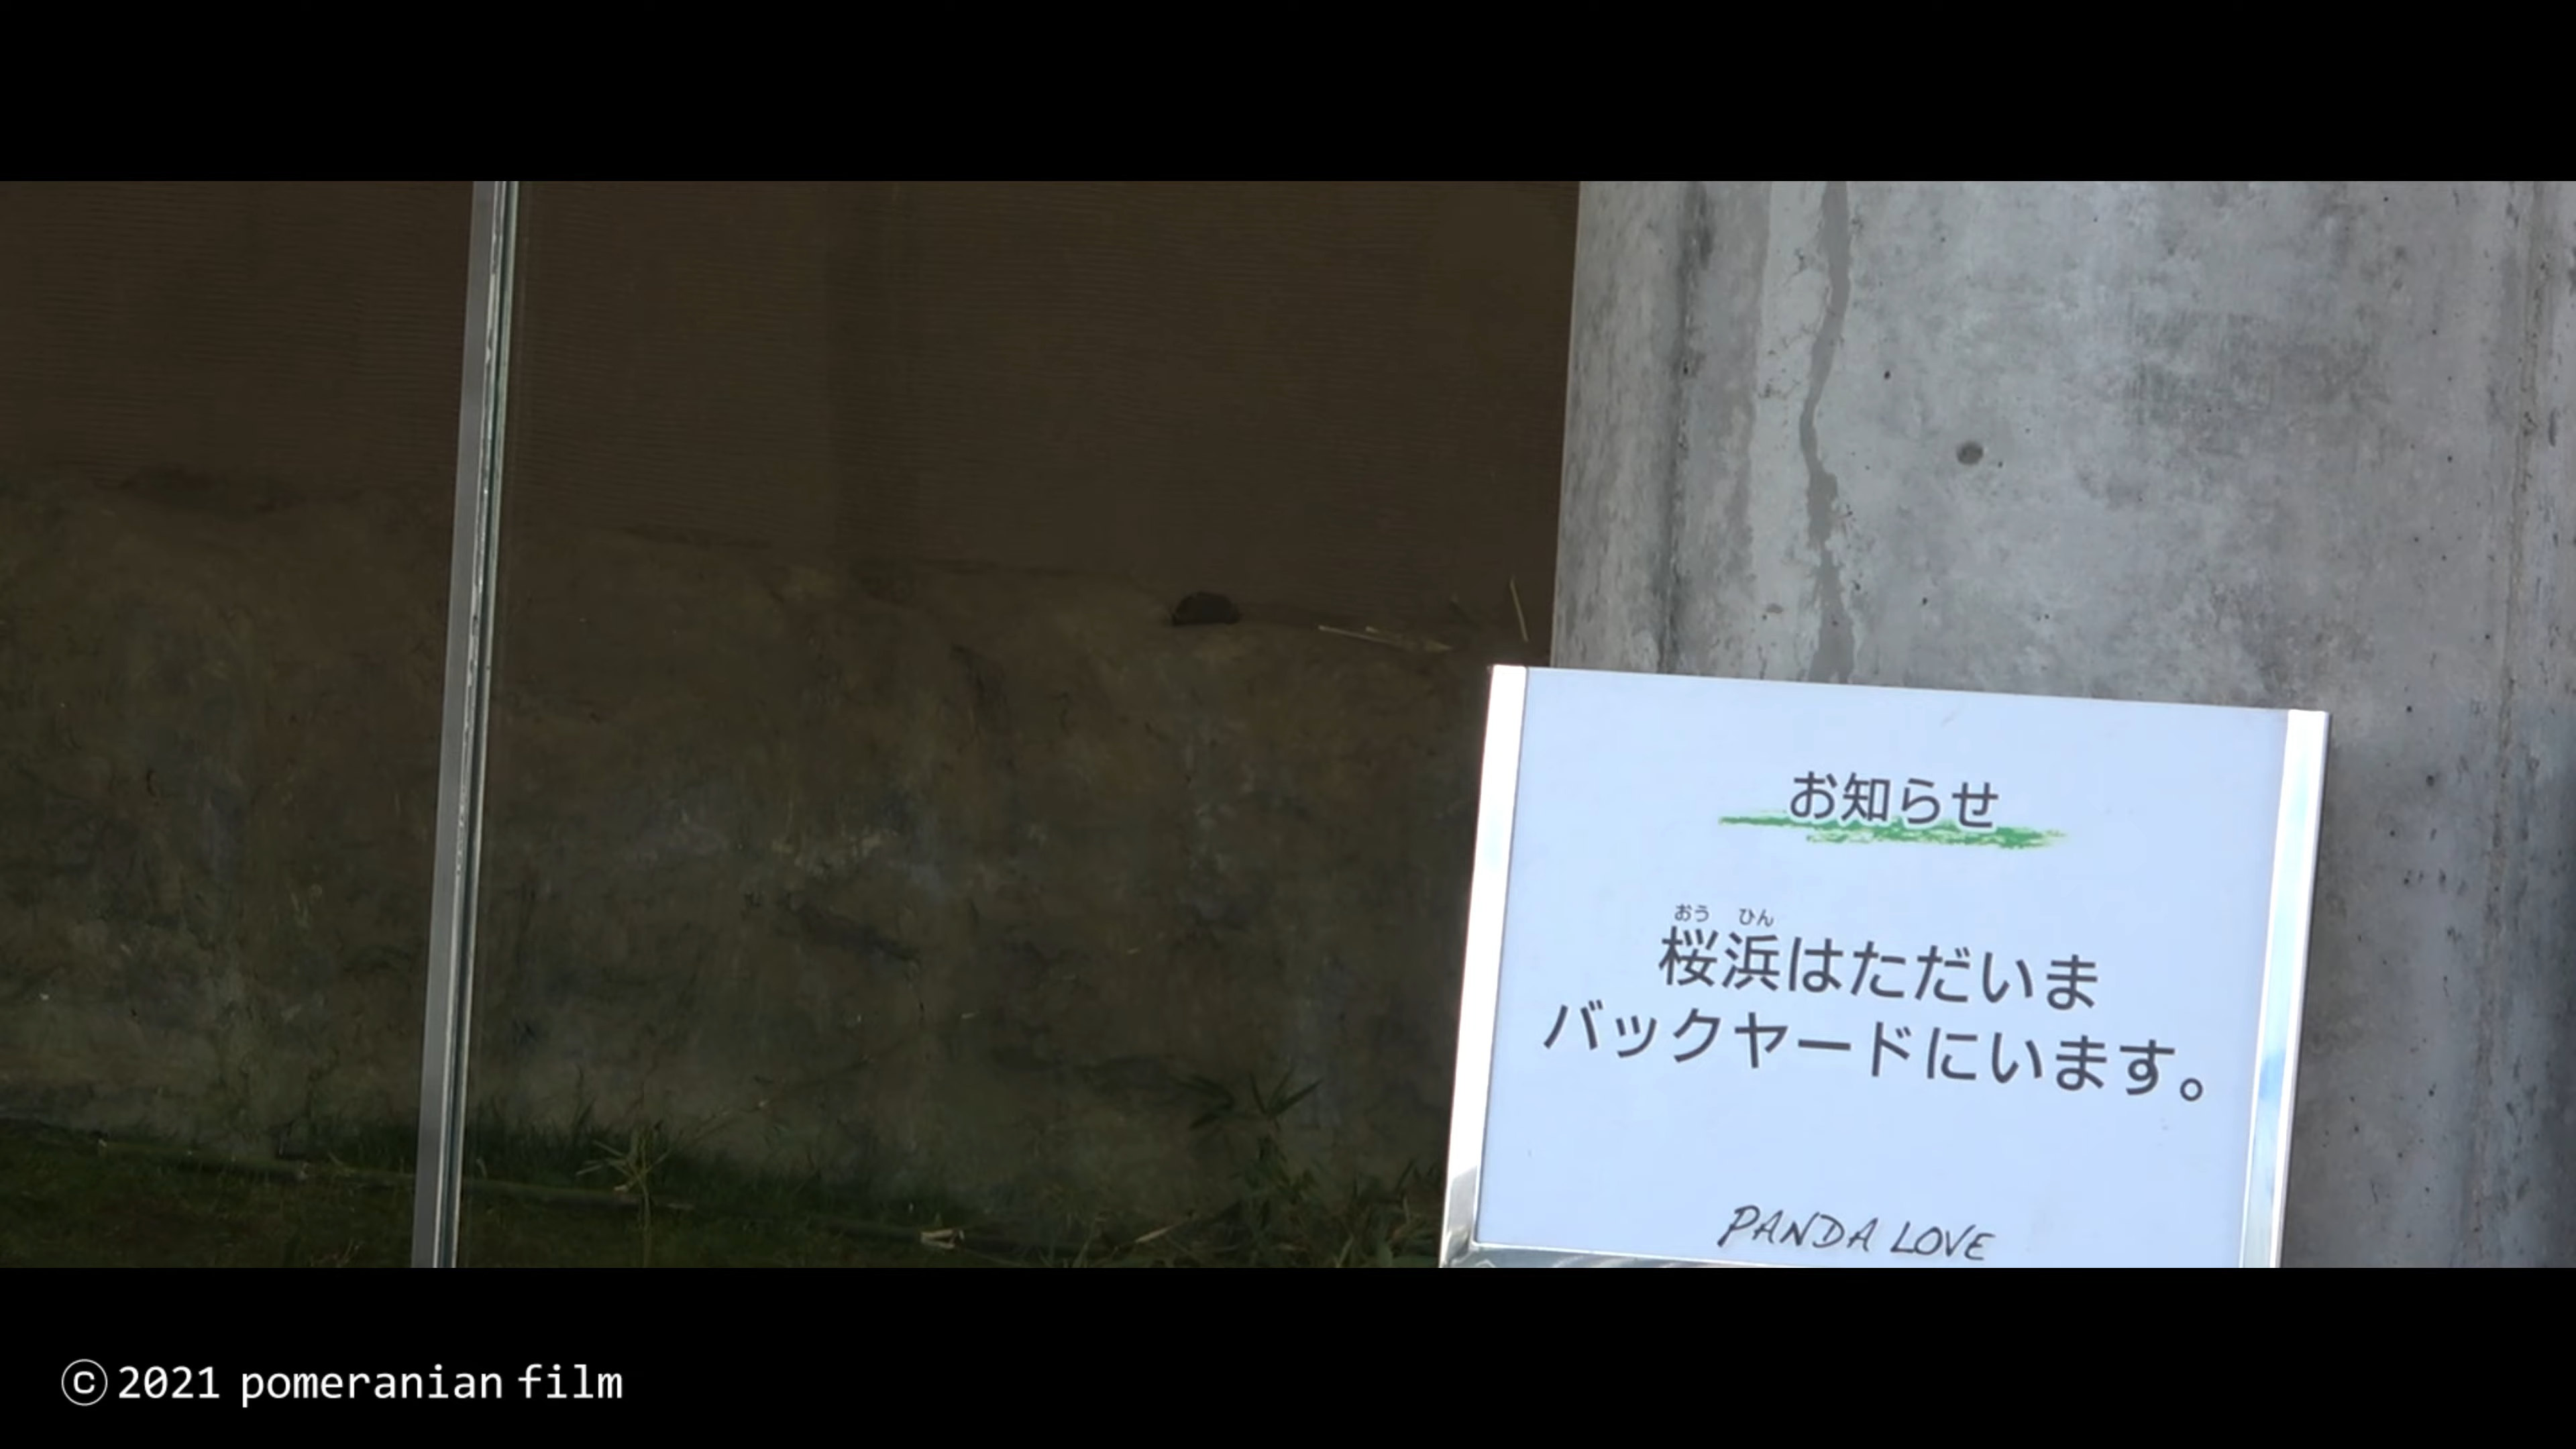 お知らせ
おう ひん
桜浜はただいま
バックヤードにいます。
PANDA LOVE
© 2021 pomeranian film